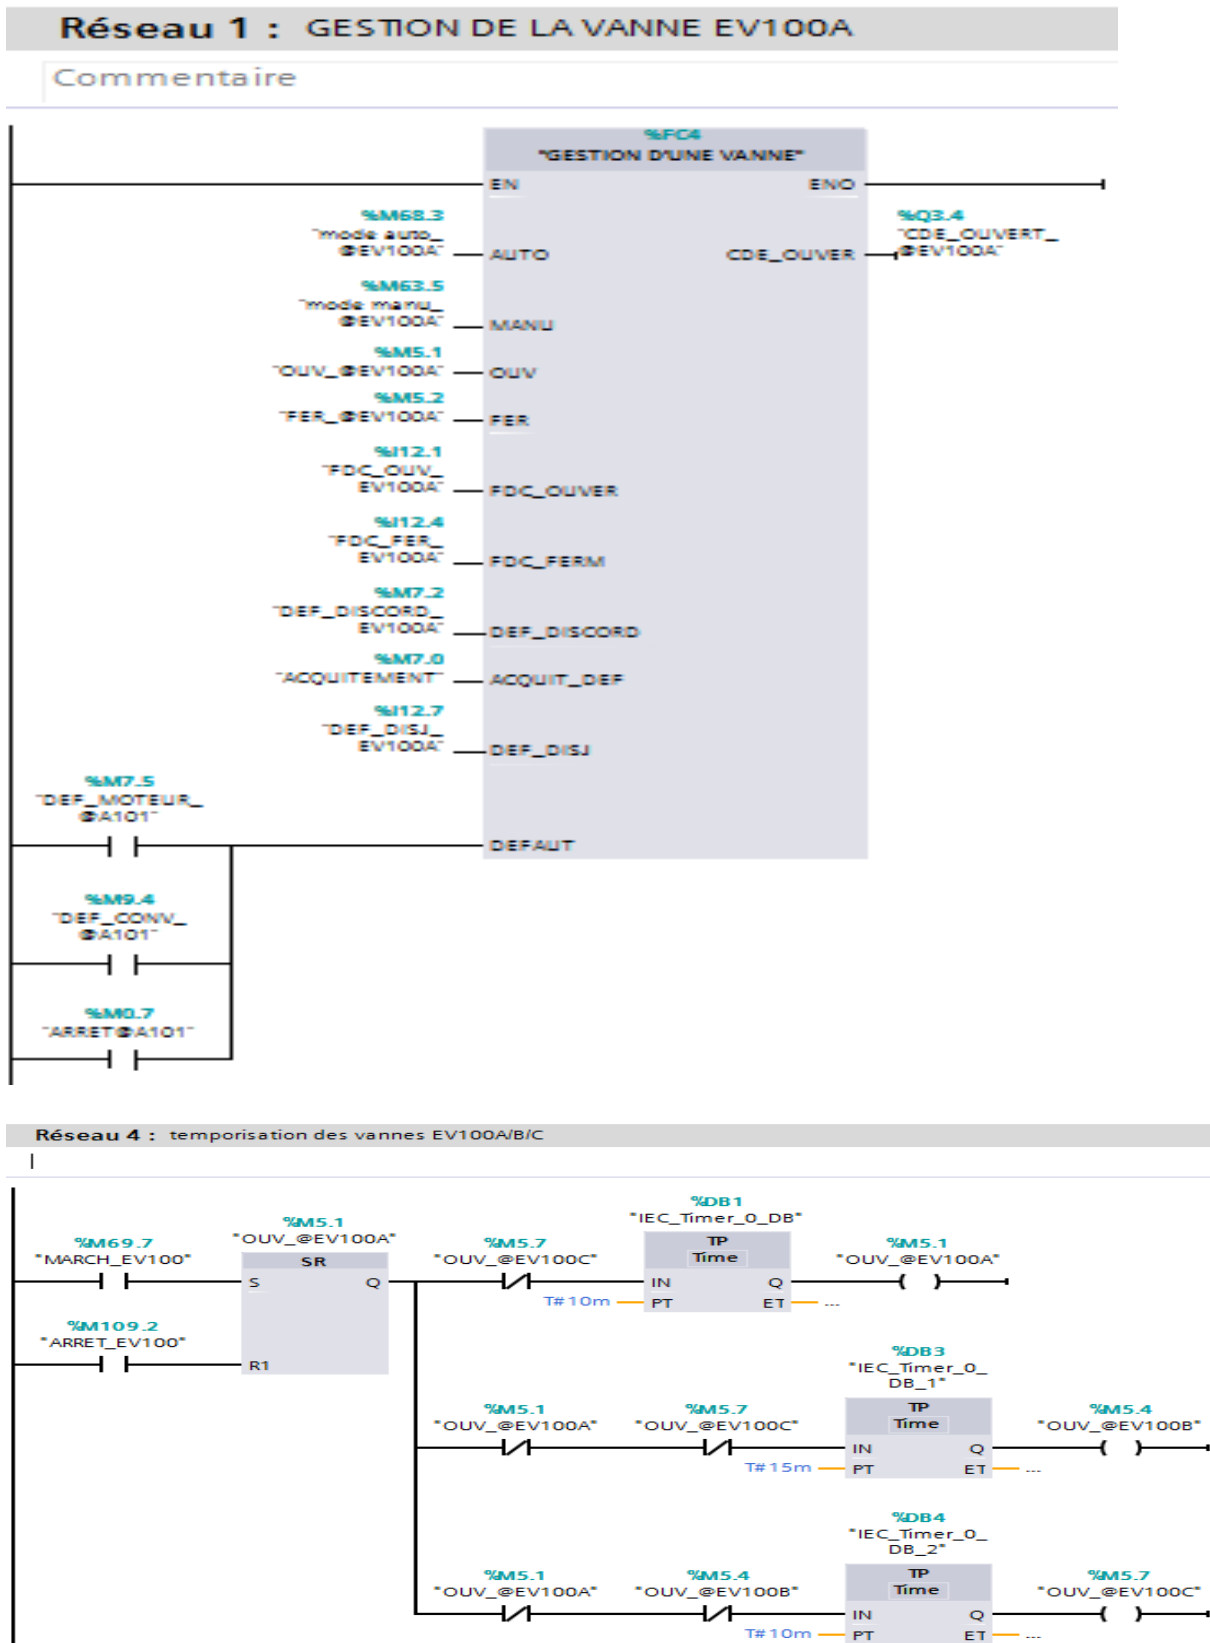 Réseau 1 : GESTION DE LA VANNE EV100A
Commentaire
%FC4
"GESTION D'UNE VANNE"
EN ENO
%M68.3
"mode auto_
@EV100A"
AUTO
%Q3.4
"CDE_OUVERT_
@EV100A"
CDE_OUVER
%M63.5
"mode manu_
@EV100A"
MANU
%M5.1
"OUV_@EV100A"
OUV
%M5.2
"FER_@EV100A"
FER
%I12.1
"FDC_OUV_
EV100A"
FDC_OUVER
%I12.4
"FDC_FER_
EV100A"
FDC_FERM
%M7.2
"DEF_DISCORD_
EV100A"
DEF_DISCORD
%M7.0
"ACQUITEMENT"
ACQUIT_DEF
%I12.7
"DEF_DISJ_
EV100A"
DEF_DISJ
%M7.5
"DEF_MOTEUR_
@A101"
DEFAUT
%M9.4
"DEF_CONV_
@A101"
%M0.7
"ARRET@A101"
Réseau 4 : temporisation des vannes EV100A/B/C
%M69.7
"MARCH_EV100"
%M5.1
"OUV_@EV100A"
SR
S Q
%M109.2
"ARRET_EV100"
R1
%M5.7
"OUV_@EV100C"
%DB1
"IEC_Timer_0_DB"
TP
Time
IN Q
T#10m PT ET ...
%M5.1
"OUV_@EV100A"
%M5.1
"OUV_@EV100A"
%M5.7
"OUV_@EV100C"
%DB3
"IEC_Timer_0_
DB_1"
TP
Time
IN Q
T#15m PT ET ...
%M5.4
"OUV_@EV100B"
%M5.1
"OUV_@EV100A"
%M5.4
"OUV_@EV100B"
%DB4
"IEC_Timer_0_
DB_2"
TP
Time
IN Q
T#10m PT ET ...
%M5.7
"OUV_@EV100C"